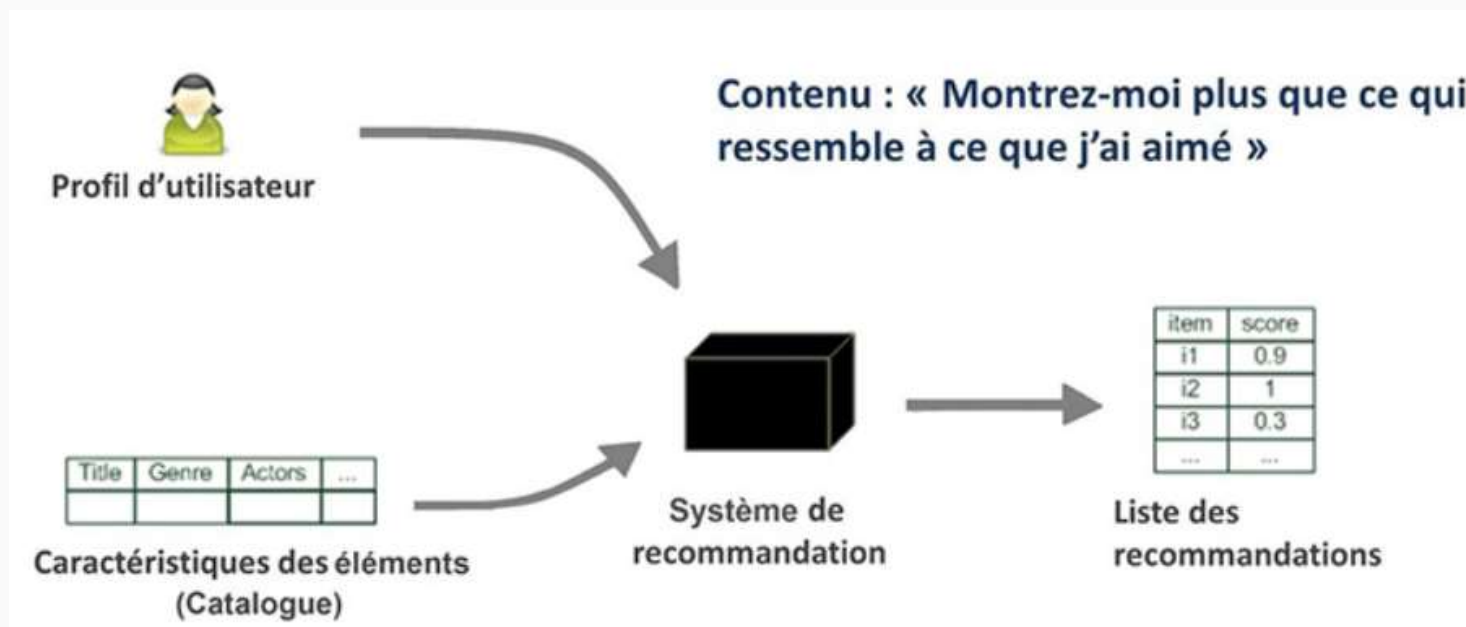 Contenu : « Montrez-moi plus que ce qui
ressemble à ce que j'ai aimé »
Profil d'utilisateur
Title Genre Actors ...
Caractéristiques des éléments
(Catalogue)
Système de
recommandation
item score
i1 0.9
i2 1
i3 0.3
... ...
Liste des
recommandations